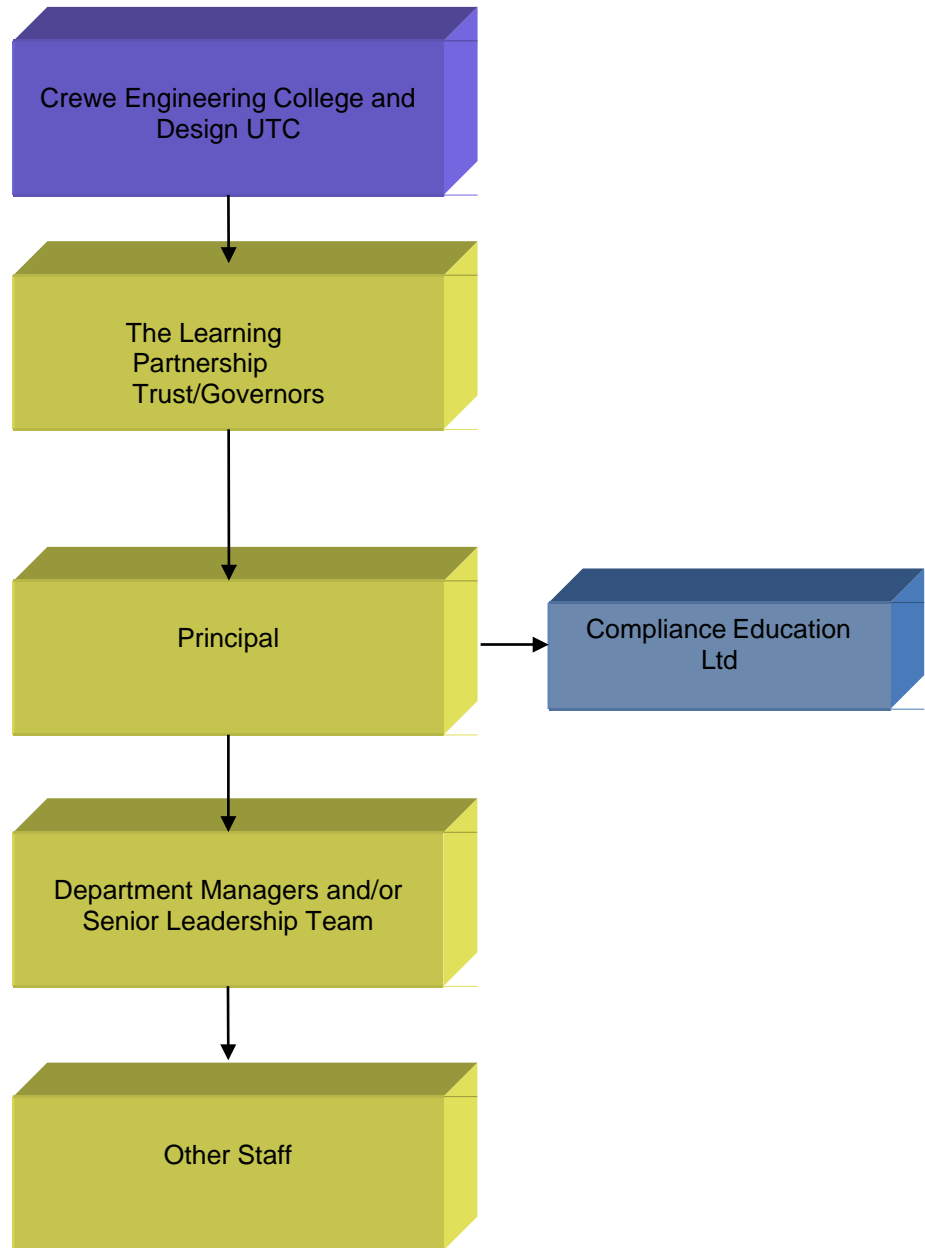 Crewe Engineering College and
Design UTC
The Learning
Partnership
Trust/Governors
Principal
Compliance Education
Ltd
Department Managers and/or
Senior Leadership Team
Other Staff